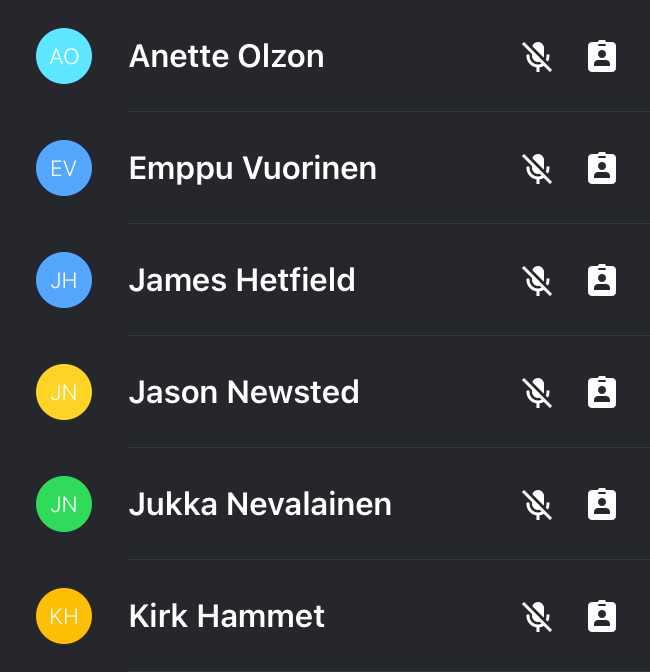 AO Anette Olzon
EV Emppu Vuorinen
JH James Hetfield
JN Jason Newsted
JN Jukka Nevalainen
KH Kirk Hammet